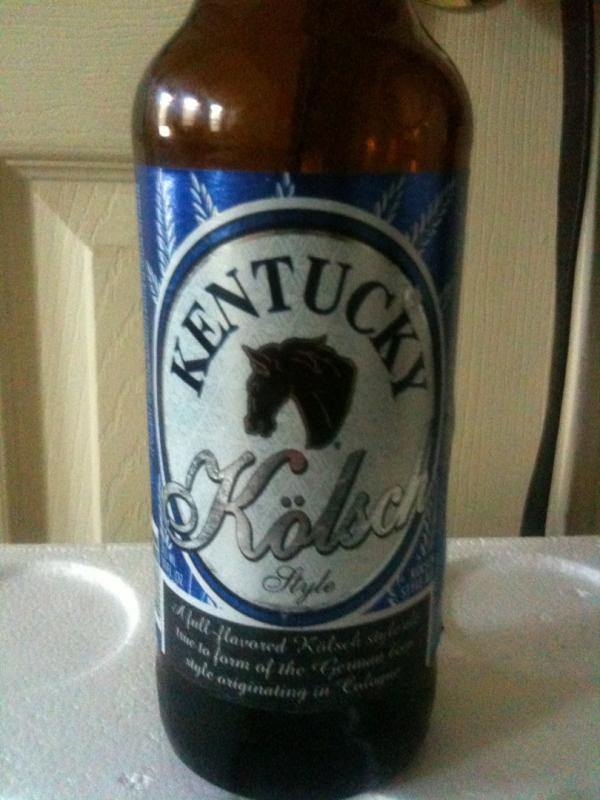 KENTUCKY
Kölsch
Style
A full-flavored Kölsch style ale
true to form of the German beer
style originating in Cologne